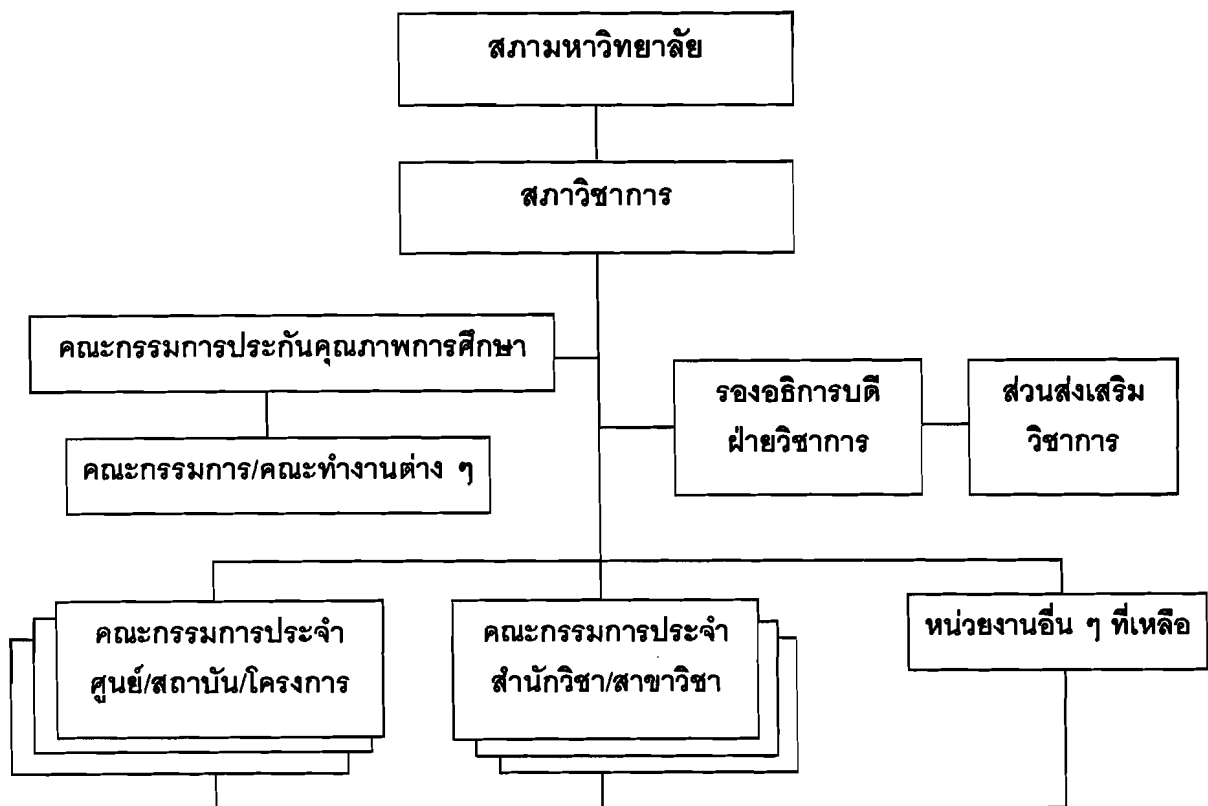 สภามหาวิทยาลัย
สภาวิชาการ
คณะกรรมการประกันคุณภาพการศึกษา
รองอธิการบดี
ฝ่ายวิชาการ
ส่วนส่งเสริม
วิชาการ
คณะกรรมการ/คณะทำงานต่าง ๆ
คณะกรรมการประจำ
ศูนย์/สถาบัน/โครงการ
คณะกรรมการประจำ
สำนักวิชา/สาขาวิชา
หน่วยงานอื่น ๆ ที่เหลือ